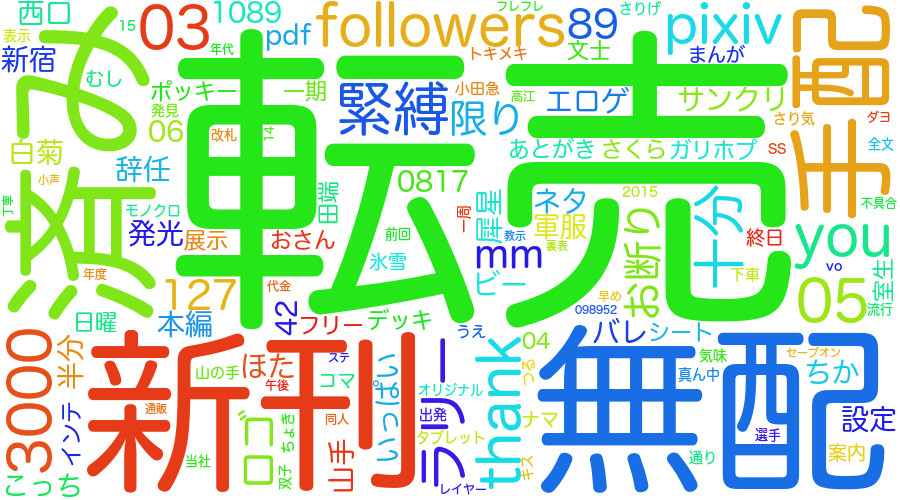 転売
新刊
無配
み
済
手
配
03
followers
89
pixiv
西口
1089
pdf
フレフレ
さりげ
15
表示
新宿
年代
トキメキ
文士
まんが
むし
ポッキー
一期
緊縛
限り
小田急
高江
エロゲ
サンクリ
発見
06
改札
14
さり気
ダヨ
白菊
辞任
あとがき
さくら
ガリホプ
ss
全文
小声
0817
2015
丁寧
モノクロ
田端
一周
犀星
ネタ
十分
不具合
発光
展示
おさん
前回
教示
軍服
裏表
お断り
終日
you
氷雪
mm
vo
年度
127
代金
ビー
下車
室生
早め
098952
05
流行
日曜
本編
42
フリー
デッキ
うえ
04
バレ
シート
3000
半分
ほた
ステ
気味
セーブオン
山の手
午後
コマ
いっぱい
オリジナル
thank
つる
真ん中
ちか
インテ
通販
ロゴ
ちょき
同人
出発
ラリー
ナマ
選手
設定
タブレット
当社
双子
山手
キス
通り
案内
こっち
レイヤー